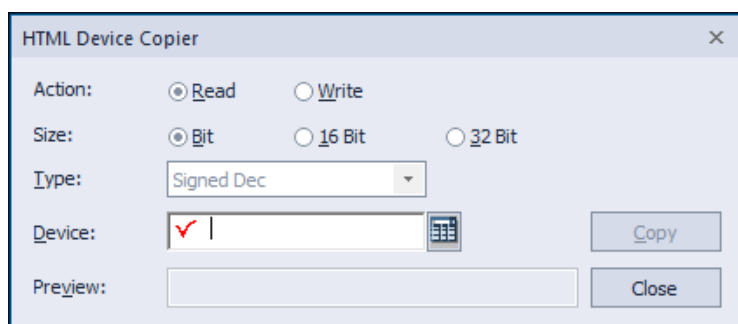 HTML Device Copier
Action: Read Write
Size: Bit 16 Bit 32 Bit
Type: Signed Dec
Device: Copy
Preview: Close